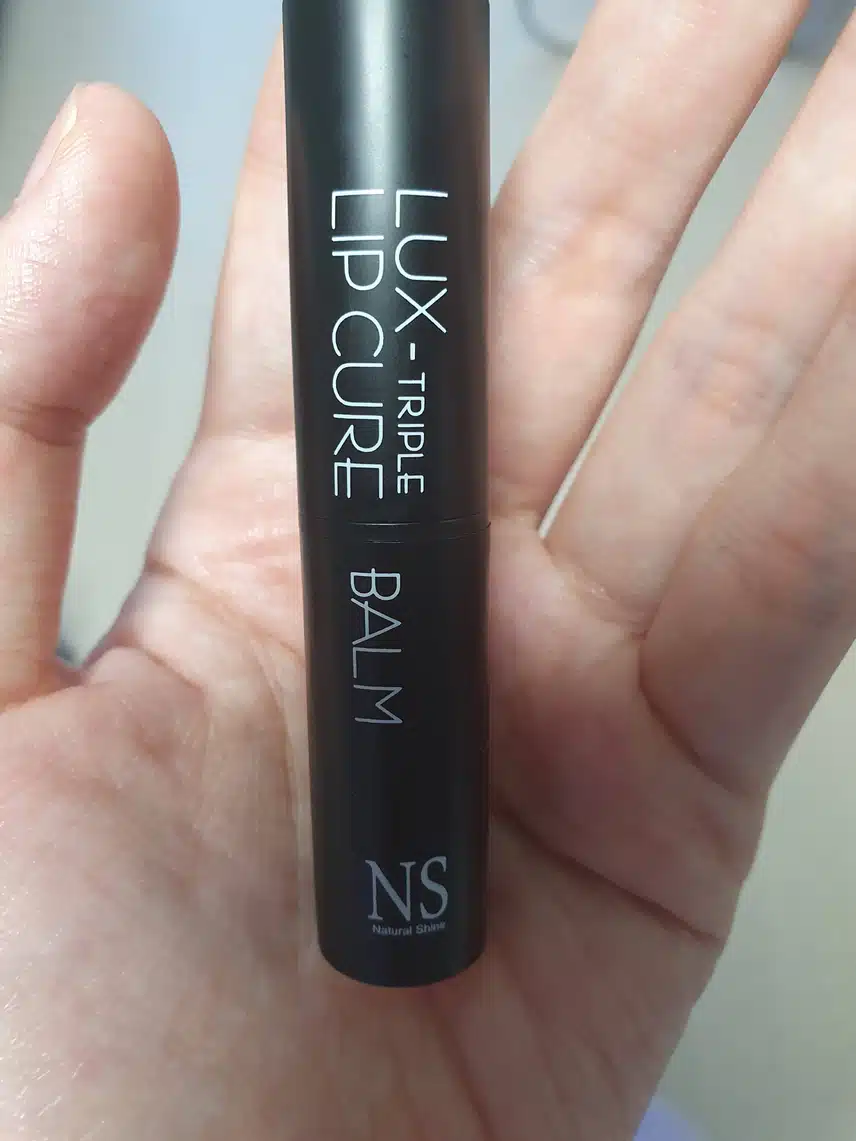 LUX-TRIPLE
LIP CURE
BALM
NS
Natural Shine